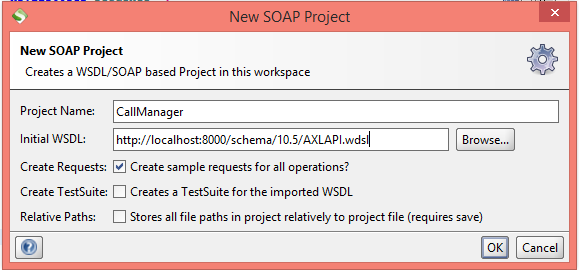 New SOAP Project
New SOAP Project
Creates a WSDL/SOAP based Project in this workspace
Project Name: CallManager
Initial WSDL: http://localhost:8000/schema/10.5/AXLAPI.wdsl Browse...
Create Requests: Create sample requests for all operations?
Create TestSuite: Creates a TestSuite for the imported WSDL
Relative Paths: Stores all file paths in project relatively to project file (requires save)
OK Cancel